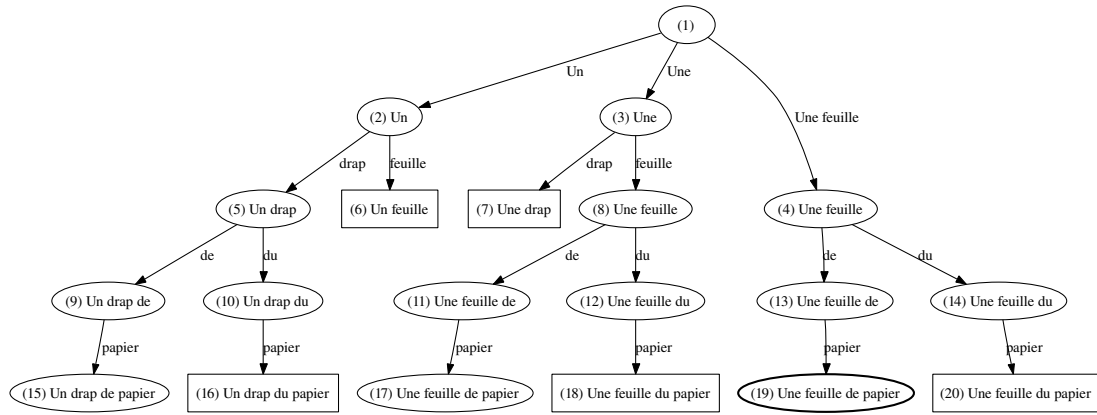 (1)
Un
Une
Une feuille
(2) Un
(3) Une
drap
feuille
drap
feuille
(5) Un drap
(6) Un feuille
(7) Une drap
(8) Une feuille
(4) Une feuille
de
du
de
du
de
du
(9) Un drap de
(10) Un drap du
(11) Une feuille de
(12) Une feuille du
(13) Une feuille de
(14) Une feuille du
papier
papier
papier
papier
papier
papier
(15) Un drap de papier
(16) Un drap du papier
(17) Une feuille de papier
(18) Une feuille du papier
(19) Une feuille de papier
(20) Une feuille du papier